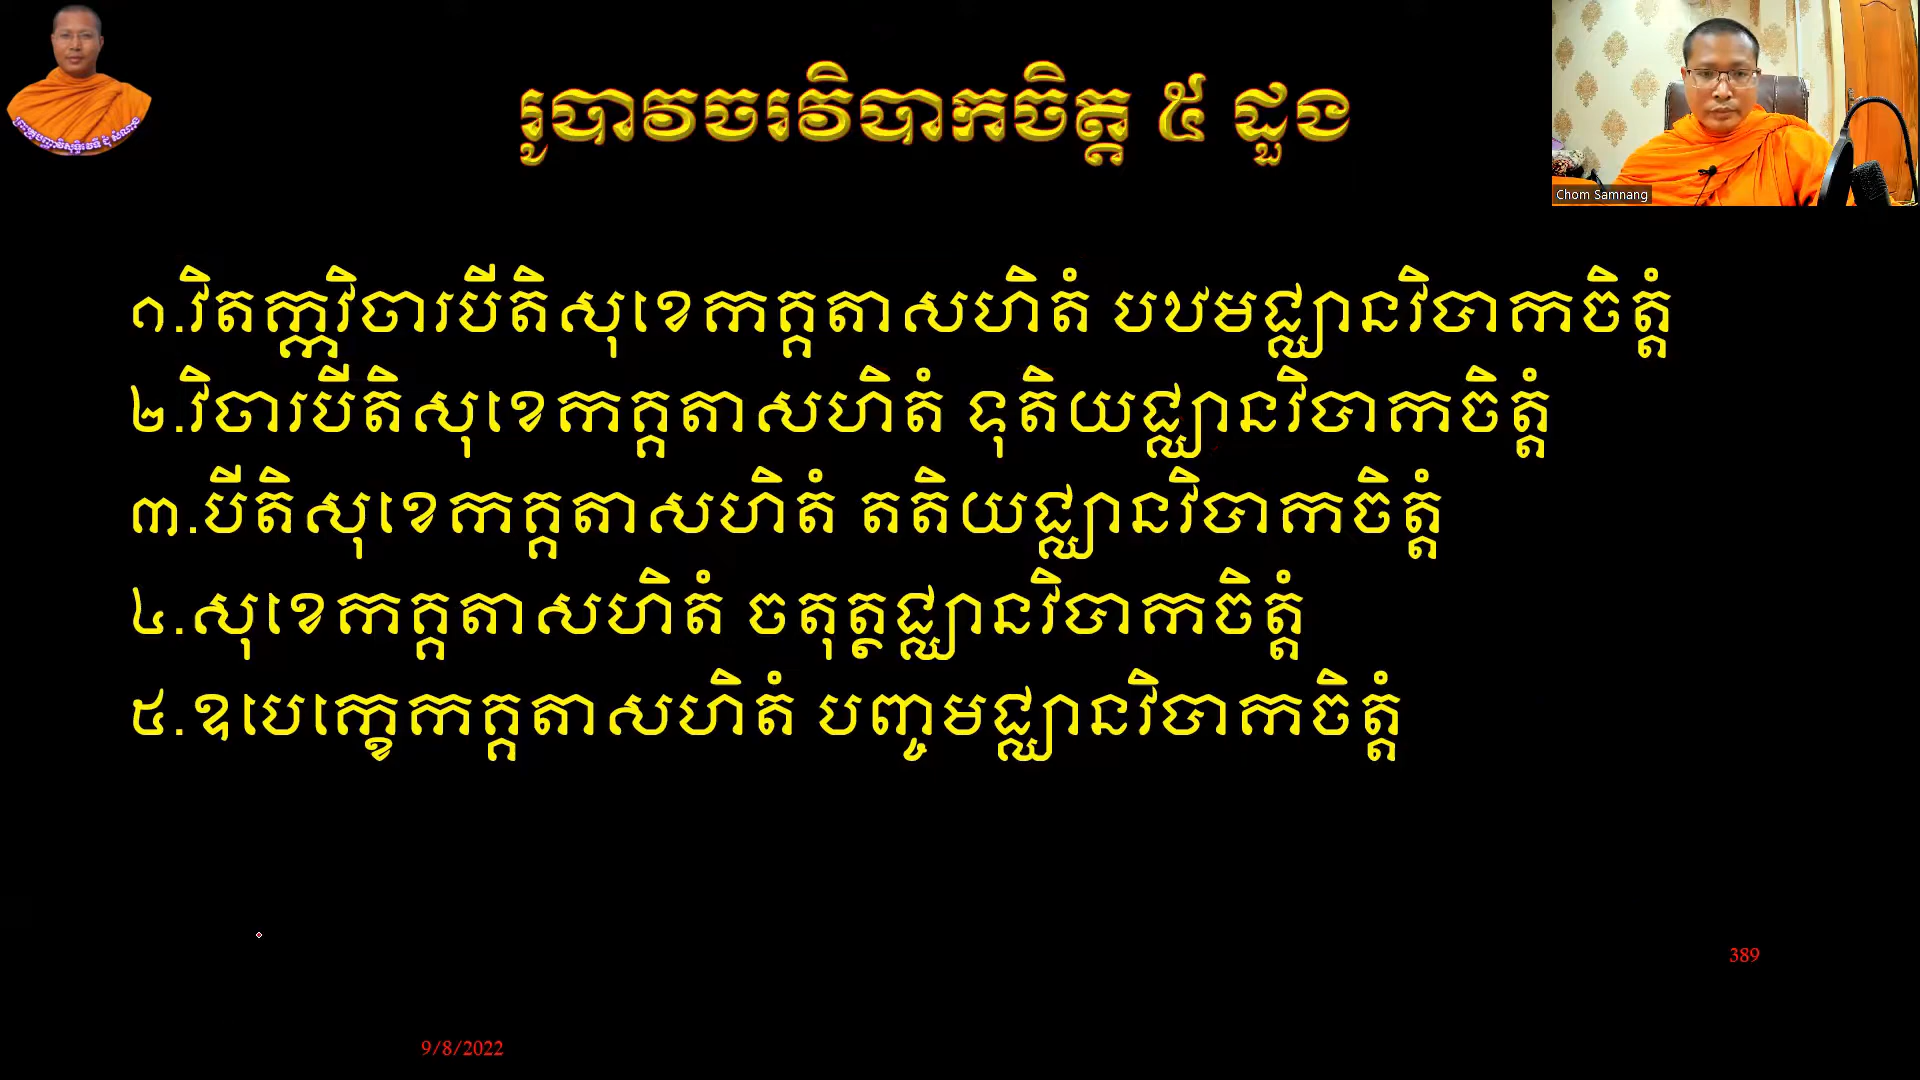 រូបាវចរវិបាកចិត្ត ៥ ដួង
Chom Samnang
១.វិតក្កវិចារបីតិសុខេកគ្គតាសហិតំ បឋមជ្ឈានវិបាកចិត្តំ
២.វិចារបីតិសុខេកគ្គតាសហិតំ ទុតិយជ្ឈានវិបាកចិត្តំ
៣.បីតិសុខេកគ្គតាសហិតំ តតិយជ្ឈានវិបាកចិត្តំ
៤.សុខេកគ្គតាសហិតំ ចតុត្ថជ្ឈានវិបាកចិត្តំ
៥.ឧបេក្ខេកគ្គតាសហិតំ បញ្ចមជ្ឈានវិបាកចិត្តំ
389
9/8/2022